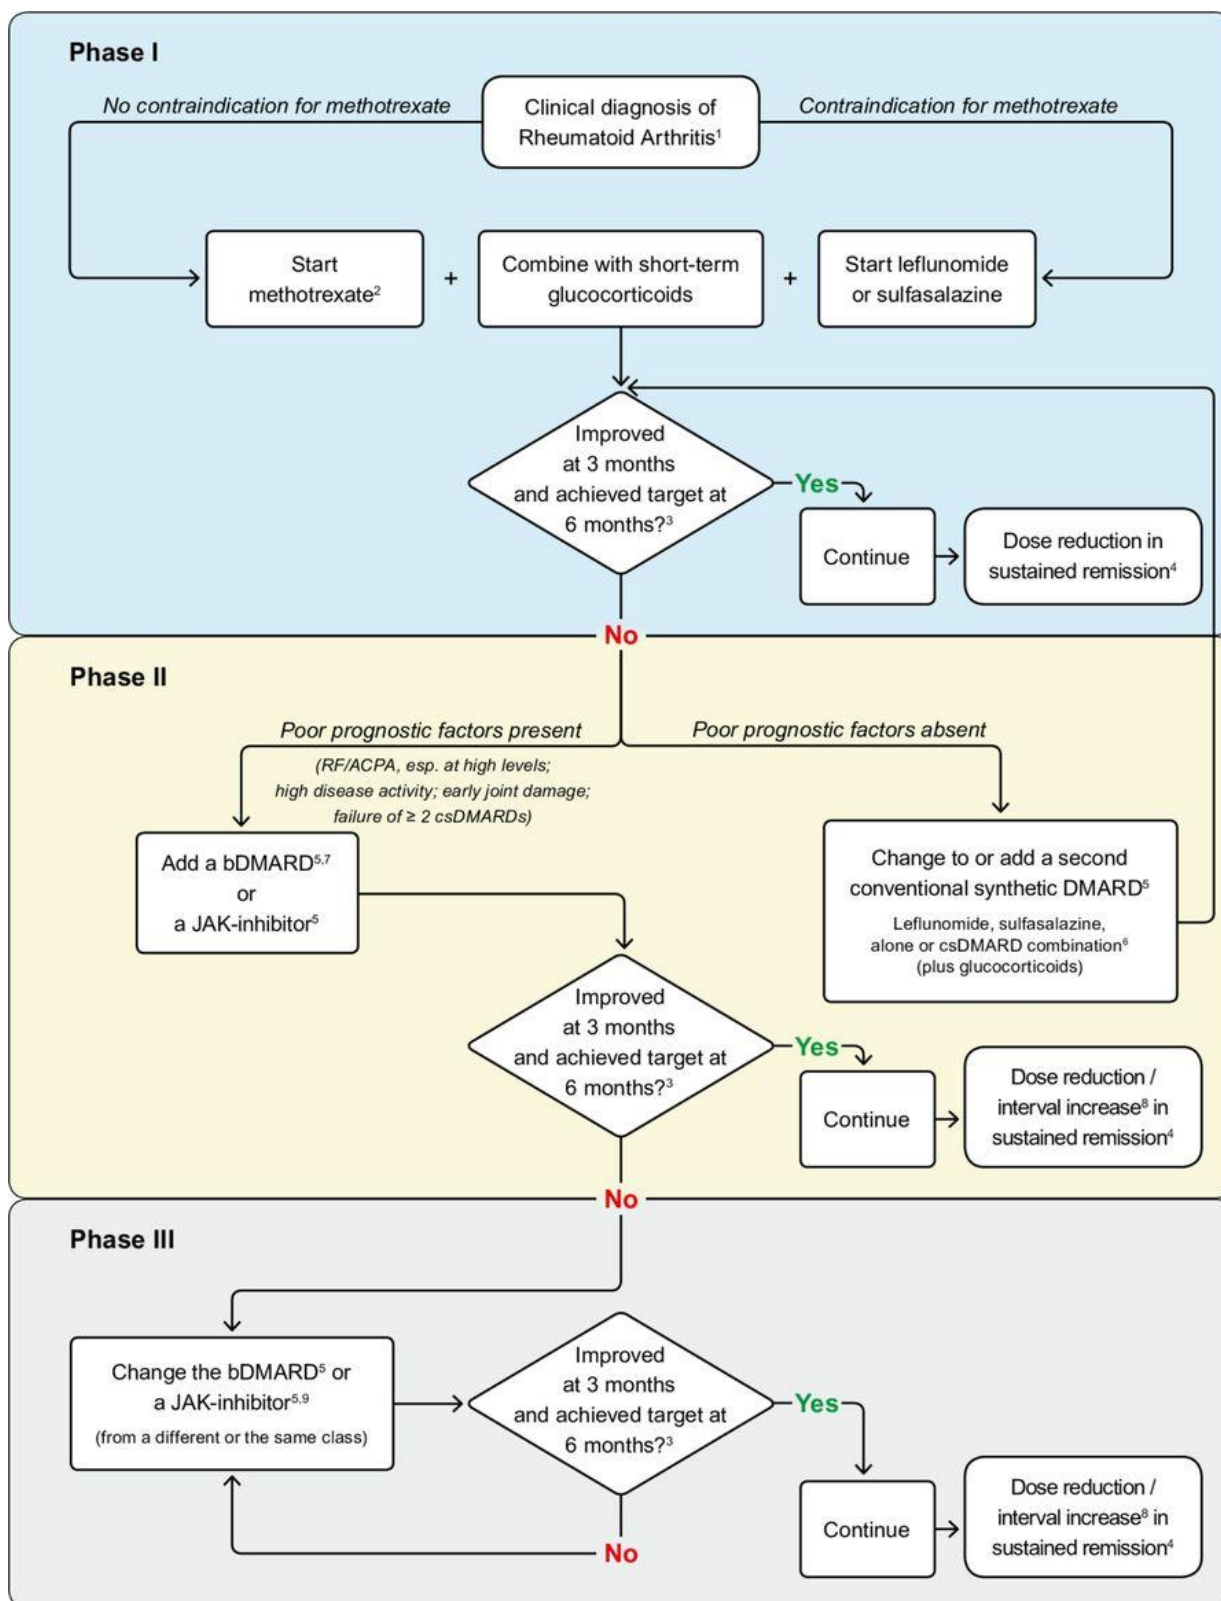 Phase I
No contraindication for methotrexate
Clinical diagnosis of
Rheumatoid Arthritis¹
Contraindication for methotrexate
Start
methotrexate²
+
Combine with short-term
glucocorticoids
+
Start leflunomide
or sulfasalazine
Improved
at 3 months
and achieved target at
6 months?³
Yes
Continue
Dose reduction in
sustained remission⁴
No
Phase II
Poor prognostic factors present
(RF/ACPA, esp. at high levels;
high disease activity; early joint damage;
failure of ≥ 2 csDMARDs)
Poor prognostic factors absent
Add a bDMARD⁵,⁷
or
a JAK-inhibitor⁵
Change to or add a second
conventional synthetic DMARD⁵
Leflunomide, sulfasalazine,
alone or csDMARD combination⁶
(plus glucocorticoids)
Improved
at 3 months
and achieved target at
6 months?³
Yes
Continue
Dose reduction /
interval increase⁸ in
sustained remission⁴
No
Phase III
Change the bDMARD⁵ or
a JAK-inhibitor⁵,⁹
(from a different or the same class)
Improved
at 3 months
and achieved target at
6 months?³
Yes
Continue
Dose reduction /
interval increase⁸ in
sustained remission⁴
No